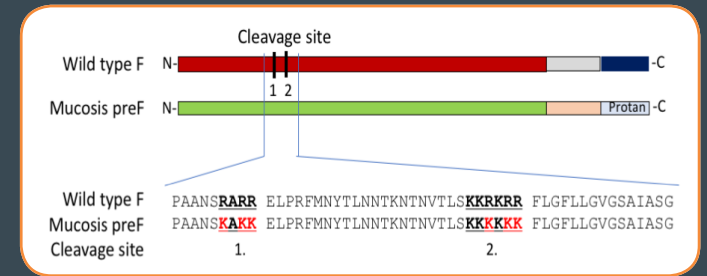 Cleavage site
Wild type F N- -C
1 2
Mucosis preF N- Protan -C
Wild type F PAANSRARR ELPRFMNYTLNNTKNTNVTLSKKRKRR FLGFLLGVGSAIASG
Mucosis preF PAANSKAKK ELPRFMNYTLNNTKNTNVTLSKKKKKK FLGFLLGVGSAIASG
Cleavage site 1. 2.